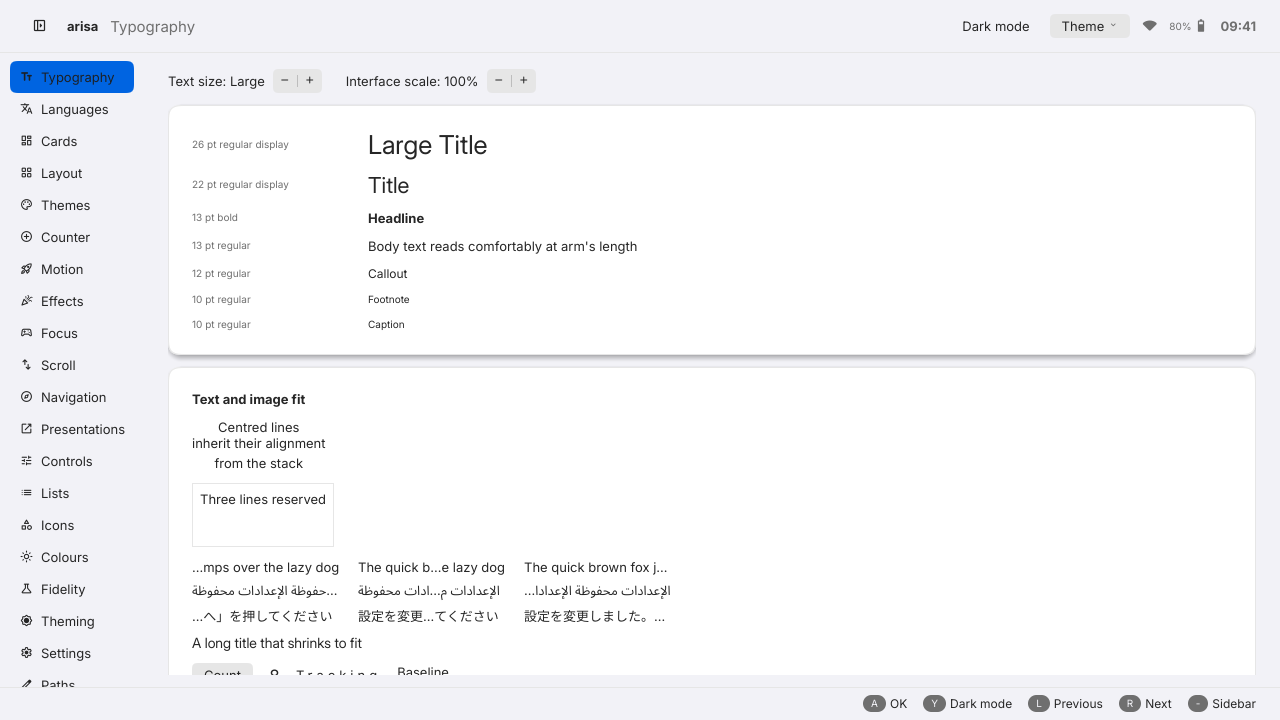 arisa Typography Dark mode Theme 80% 09:41
Typography
Languages
Cards
Layout
Themes
Counter
Motion
Effects
Focus
Scroll
Navigation
Presentations
Controls
Lists
Icons
Colours
Fidelity
Theming
Settings
Paths
Text size: Large − + Interface scale: 100% − +
26 pt regular display Large Title
22 pt regular display Title
13 pt bold Headline
13 pt regular Body text reads comfortably at arm's length
12 pt regular Callout
10 pt regular Footnote
10 pt regular Caption
Text and image fit
Centred lines
inherit their alignment
from the stack
Three lines reserved
…mps over the lazy dog The quick b…e lazy dog The quick brown fox j…
…حفوظة الإعدادات محفوظة الإعدادات م…ادات محفوظة الإعدادات محفوظة الإعدادا…
…へ」を押してください 設定を変更…てください 設定を変更しました。…
A long title that shrinks to fit
Count Tracking Baseline
A OK Y Dark mode L Previous R Next - Sidebar